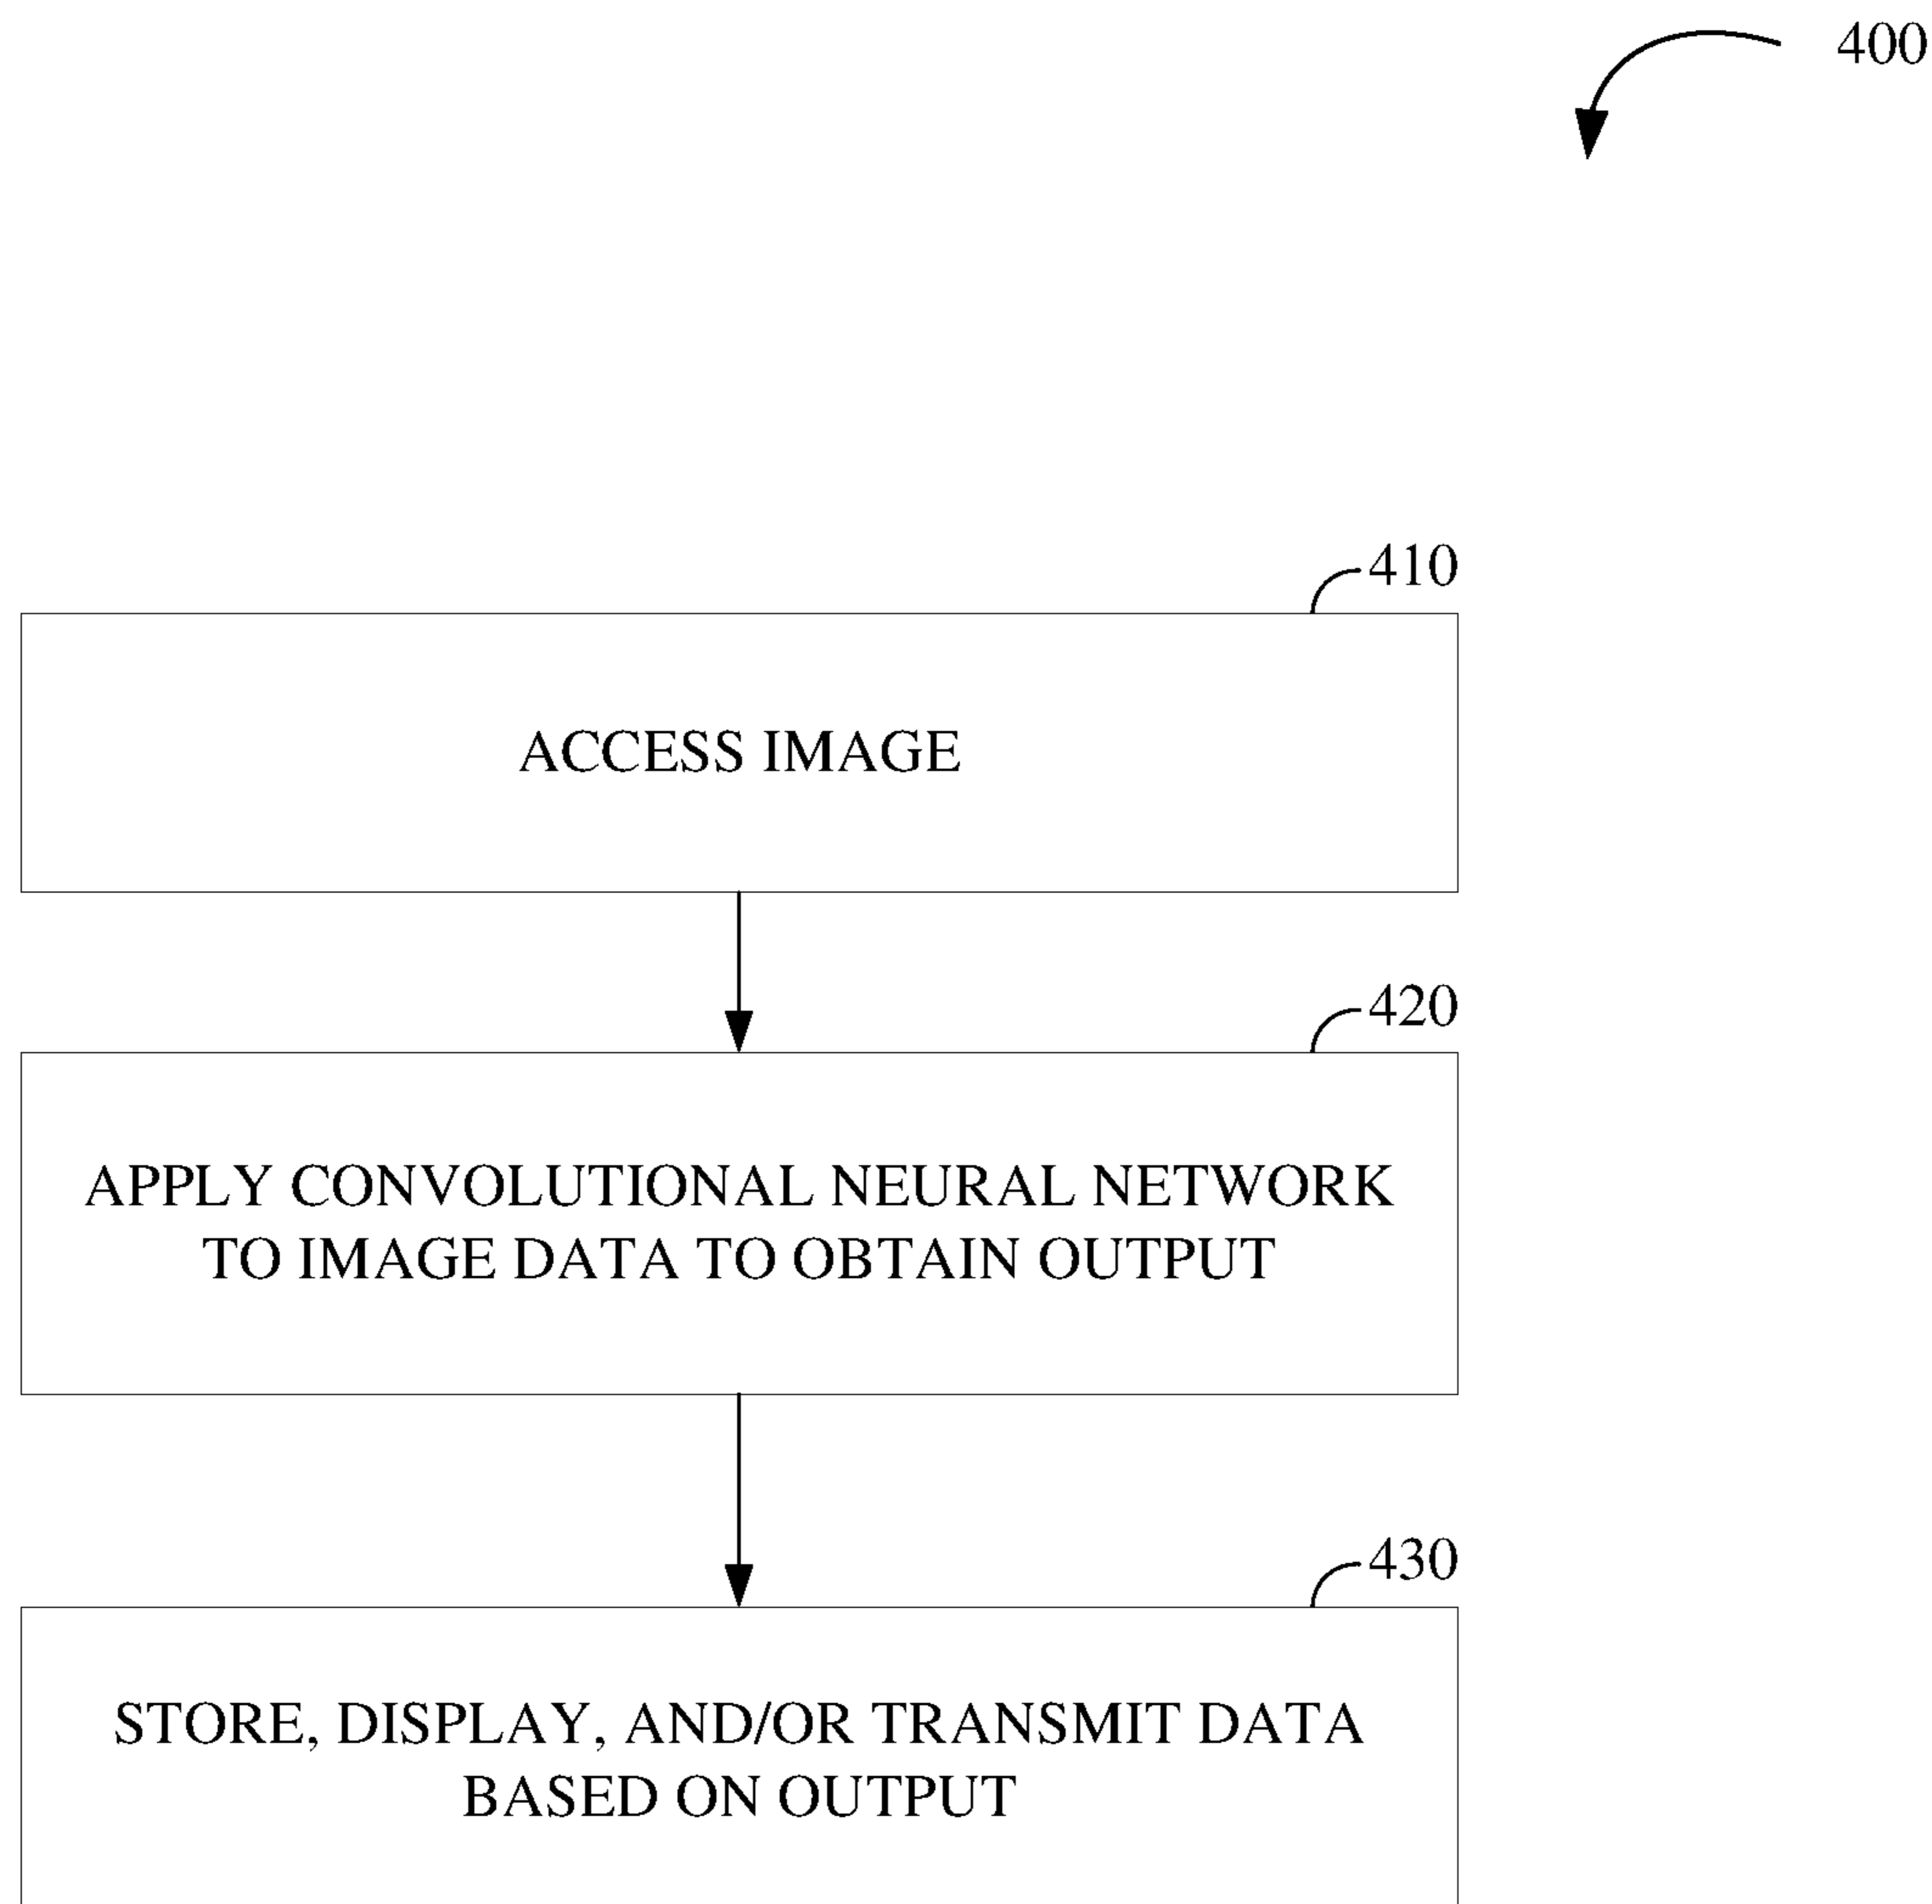 400
410
ACCESS IMAGE
420
APPLY CONVOLUTIONAL NEURAL NETWORK
TO IMAGE DATA TO OBTAIN OUTPUT
430
STORE, DISPLAY, AND/OR TRANSMIT DATA
BASED ON OUTPUT